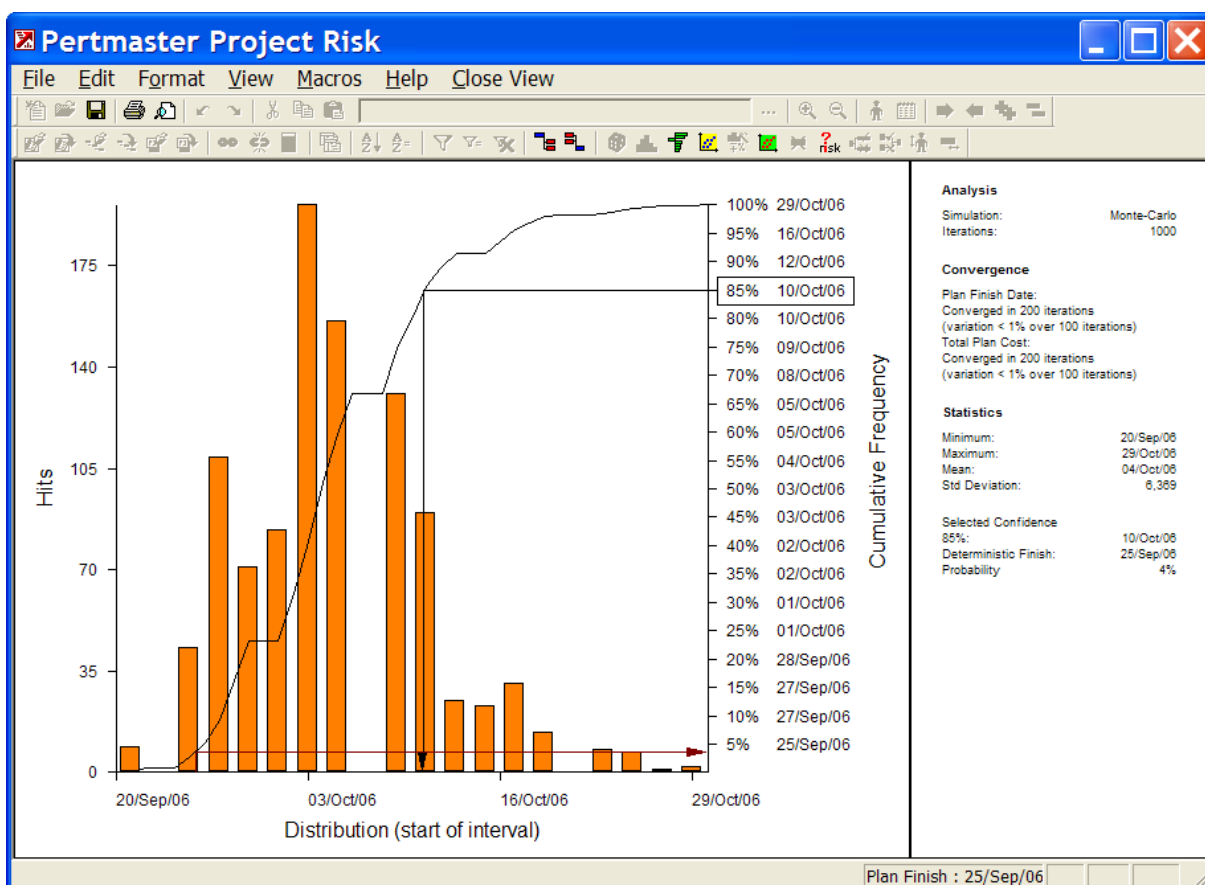 Pertmaster Project Risk
File Edit Format View Macros Help Close View
risk
175
140
105
70
35
0
Hits
20/Sep/06 03/Oct/06 16/Oct/06 29/Oct/06
Distribution (start of interval)
100% 29/Oct/06
95% 16/Oct/06
90% 12/Oct/06
85% 10/Oct/06
80% 10/Oct/06
75% 09/Oct/06
70% 08/Oct/06
65% 05/Oct/06
60% 05/Oct/06
55% 04/Oct/06
50% 03/Oct/06
45% 03/Oct/06
40% 02/Oct/06
35% 02/Oct/06
30% 01/Oct/06
25% 01/Oct/06
20% 28/Sep/06
15% 27/Sep/06
10% 27/Sep/06
5% 25/Sep/06
Cumulative Frequency
Analysis
Simulation: Monte-Carlo
Iterations: 1000
Convergence
Plan Finish Date:
Converged in 200 iterations
(variation < 1% over 100 iterations)
Total Plan Cost:
Converged in 200 iterations
(variation < 1% over 100 iterations)
Statistics
Minimum: 20/Sep/06
Maximum: 29/Oct/06
Mean: 04/Oct/06
Std Deviation: 6,369
Selected Confidence
85%: 10/Oct/06
Deterministic Finish: 25/Sep/06
Probability 4%
Plan Finish : 25/Sep/06